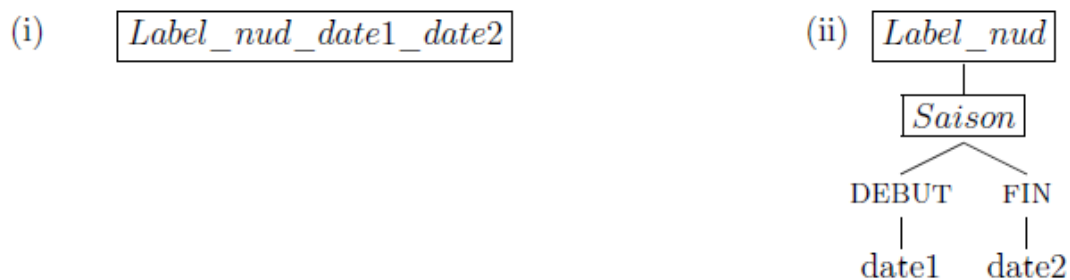 (i) Label_nud_date1_date2 (ii) Label_nud
Saison
DEBUT FIN
date1 date2